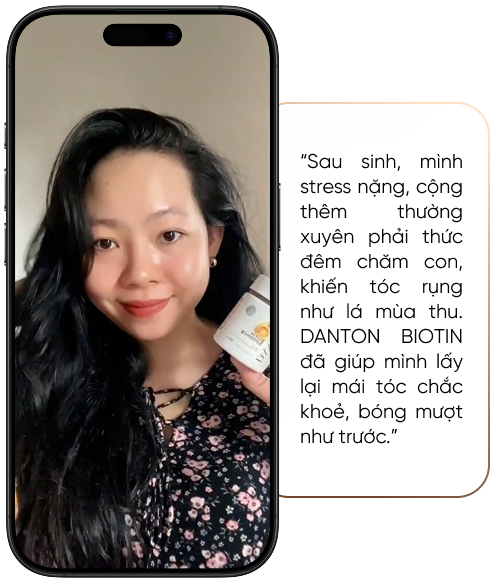 “Sau sinh, mình
stress nặng, cộng
thêm thường
xuyên phải thức
đêm chăm con,
khiến tóc rụng
như lá mùa thu.
DANTON BIOTIN
đã giúp mình lấy
lại mái tóc chắc
khoẻ, bóng mượt
như trước.”